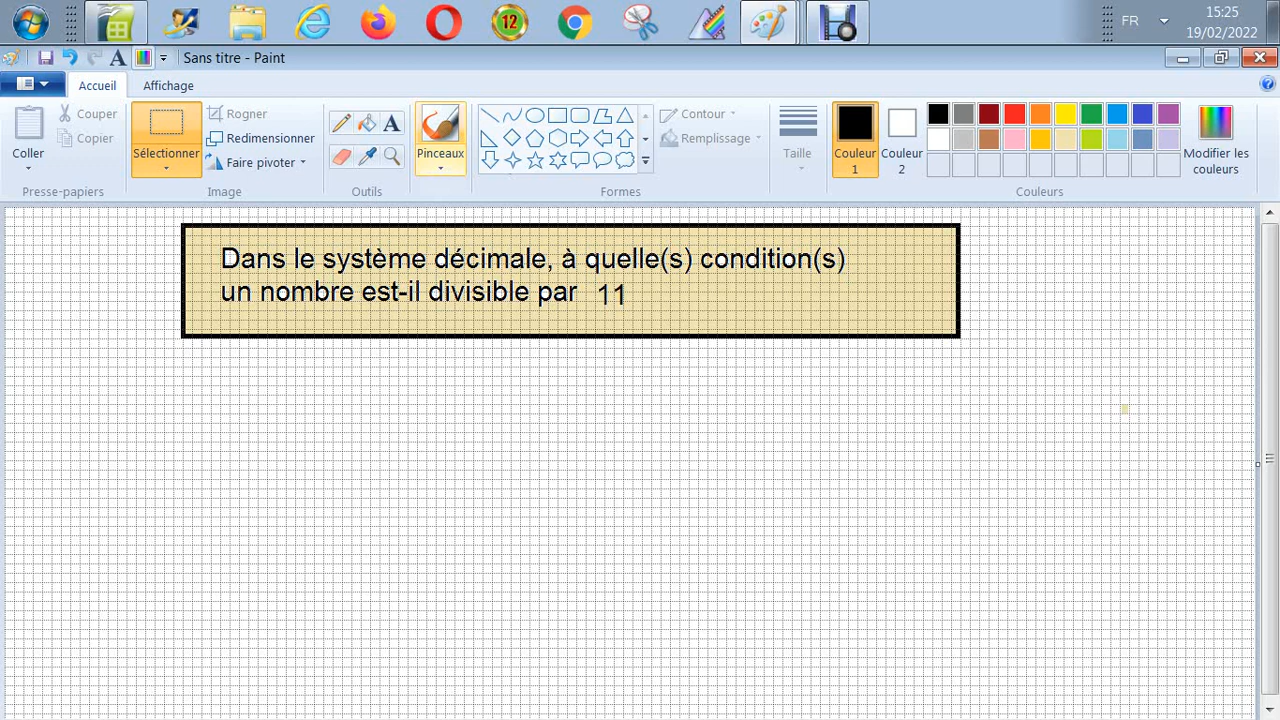 12
FR
15:25
19/02/2022
Sans titre - Paint
Accueil
Affichage
Coller
Couper
Copier
Presse-papiers
Sélectionner
Rogner
Redimensionner
Faire pivoter
Image
A
Outils
Pinceaux
Formes
Contour
Remplissage
Taille
Couleur
1
Couleur
2
Modifier les
couleurs
Couleurs
Dans le système décimale, à quelle(s) condition(s)
un nombre est-il divisible par 11